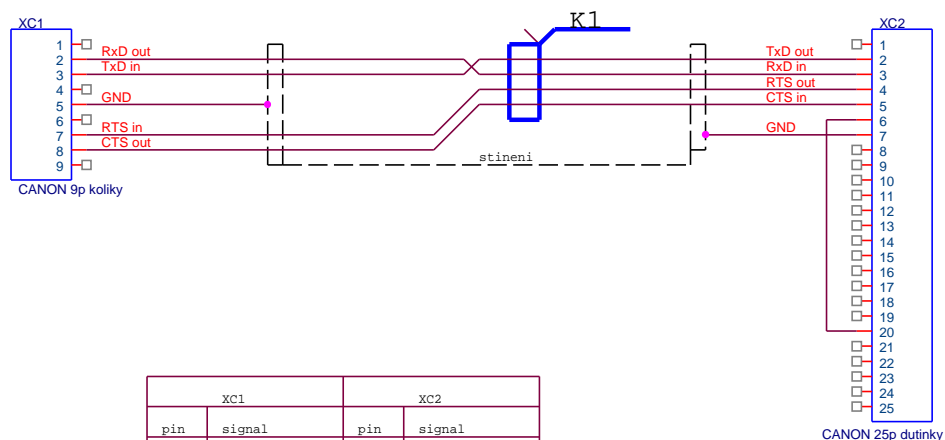 XC1
K1
XC2
1
2
3
4
5
6
7
8
9
RxD out
TxD in
GND
RTS in
CTS out
CANON 9p koliky
stineni
TxD out
RxD in
RTS out
CTS in
GND
1
2
3
4
5
6
7
8
9
10
11
12
13
14
15
16
17
18
19
20
21
22
23
24
25
CANON 25p dutinky
XC1 XC2
pin signal pin signal